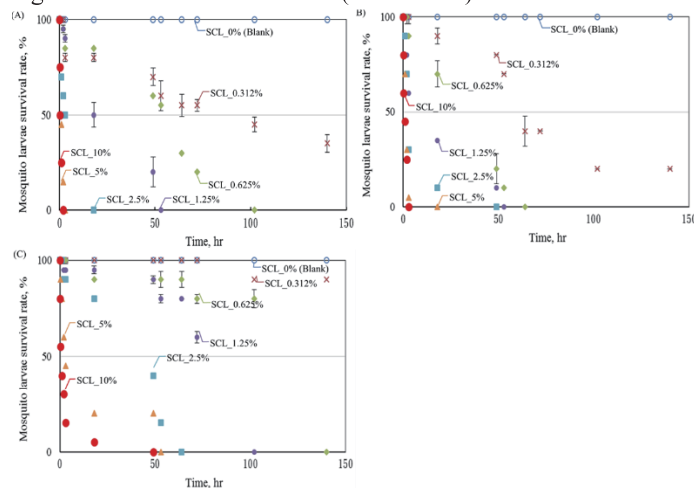 (A)
Mosquito larvae survival rate, %
100
50
0
SCL_0% (Blank)
SCL_0.312%
SCL_10%
SCL_5%
SCL_2.5%
SCL_1.25%
SCL_0.625%
0
50
100
150
Time, hr
(B)
Mosquito larvae survival rate, %
100
50
0
SCL_0% (Blank)
SCL_0.312%
SCL_0.625%
SCL_10%
SCL_1.25%
SCL_2.5%
SCL_5%
0
50
100
150
Time, hr
(C)
Mosquito larvae survival rate, %
100
50
0
SCL_0% (Blank)
SCL_0.312%
SCL_0.625%
SCL_5%
SCL_1.25%
SCL_2.5%
SCL_10%
0
50
100
150
Time, hr